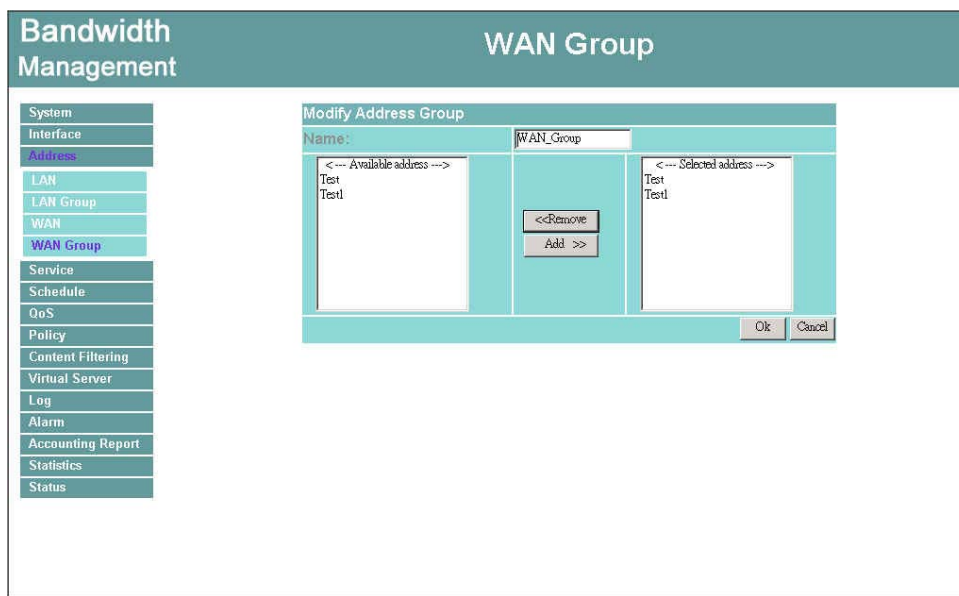 Bandwidth
Management
WAN Group
System
Interface
Address
LAN
LAN Group
WAN
WAN Group
Service
Schedule
QoS
Policy
Content Filtering
Virtual Server
Log
Alarm
Accounting Report
Statistics
Status
Modify Address Group
Name:
WAN_Group
<--- Available address --->
Test
Test1
<<Remove
Add >>
<--- Selected address --->
Test
Test1
Ok
Cancel